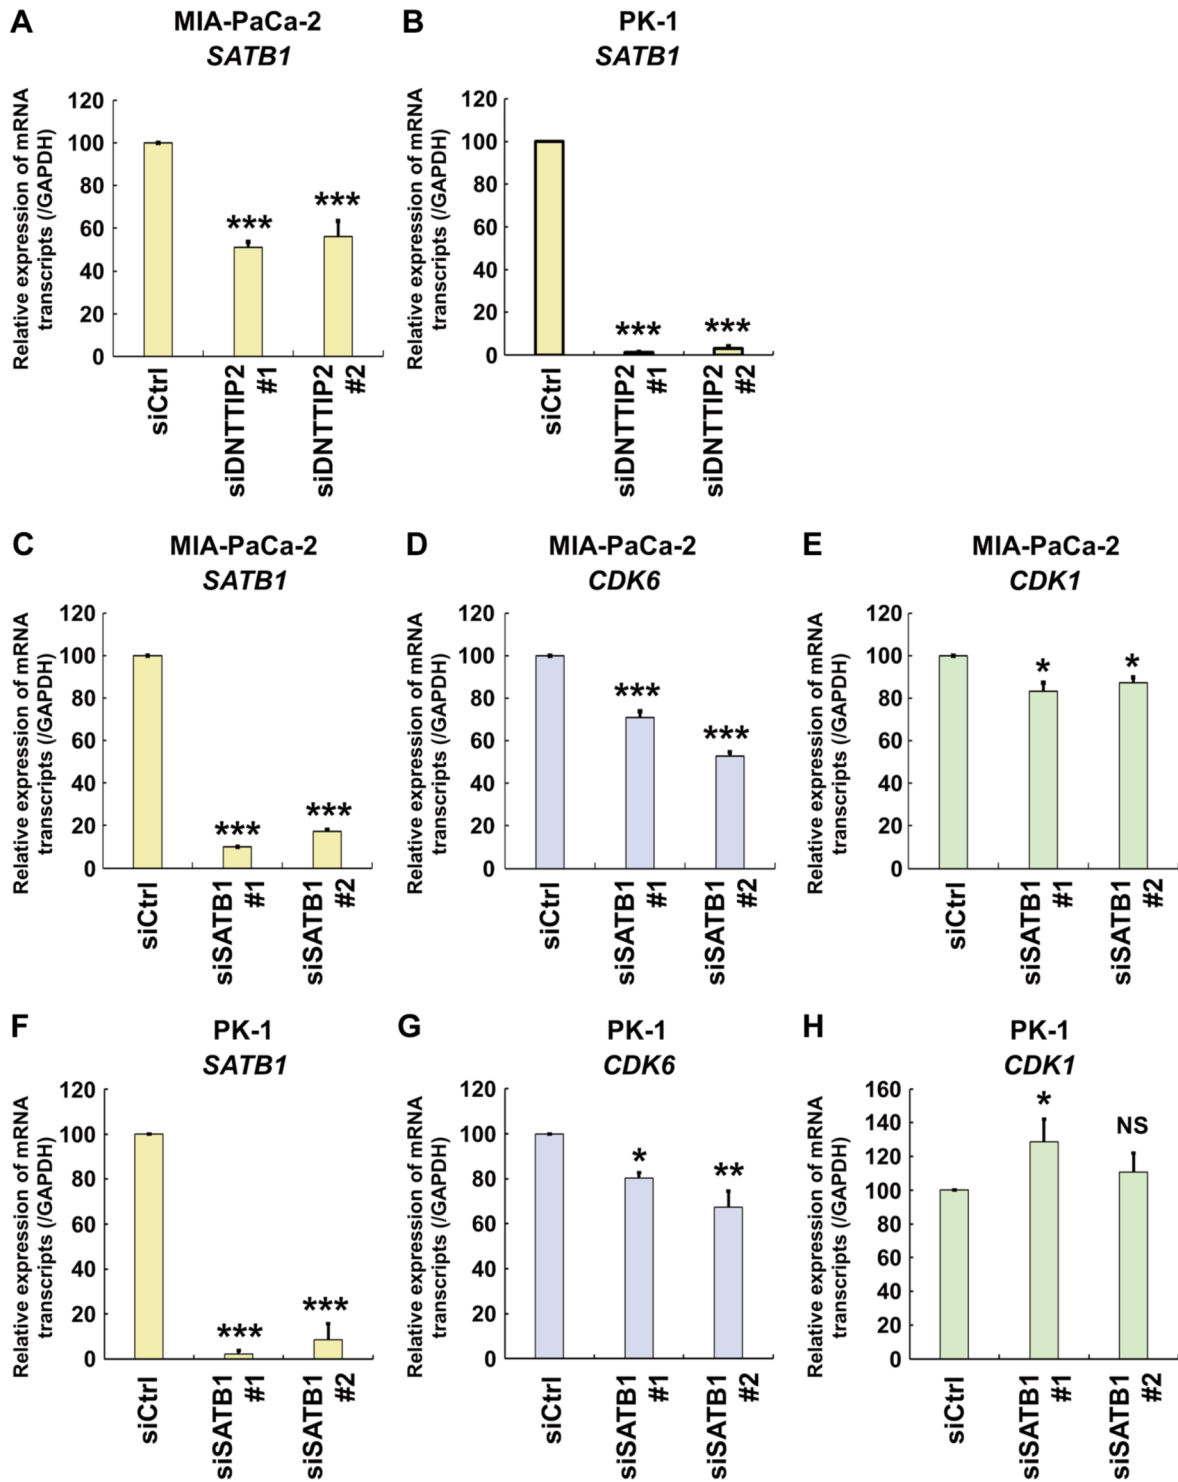 A
MIA-PaCa-2
SATB1
Relative expression of mRNA
transcripts (/GAPDH)
120
100
80
60
40
20
0
***
***
siCtrl
siDNTTIP2
#1
siDNTTIP2
#2
B
PK-1
SATB1
Relative expression of mRNA
transcripts (/GAPDH)
120
100
80
60
40
20
0
***
***
siCtrl
siDNTTIP2
#1
siDNTTIP2
#2
C
MIA-PaCa-2
SATB1
Relative expression of mRNA
transcripts (/GAPDH)
120
100
80
60
40
20
0
***
***
siCtrl
siSATB1
#1
siSATB1
#2
D
MIA-PaCa-2
CDK6
Relative expression of mRNA
transcripts (/GAPDH)
120
100
80
60
40
20
0
***
***
siCtrl
siSATB1
#1
siSATB1
#2
E
MIA-PaCa-2
CDK1
Relative expression of mRNA
transcripts (/GAPDH)
120
100
80
60
40
20
0
*
*
siCtrl
siSATB1
#1
siSATB1
#2
F
PK-1
SATB1
Relative expression of mRNA
transcripts (/GAPDH)
120
100
80
60
40
20
0
***
***
siCtrl
siSATB1
#1
siSATB1
#2
G
PK-1
CDK6
Relative expression of mRNA
transcripts (/GAPDH)
120
100
80
60
40
20
0
*
**
siCtrl
siSATB1
#1
siSATB1
#2
H
PK-1
CDK1
Relative expression of mRNA
transcripts (/GAPDH)
160
140
120
100
80
60
40
20
0
*
NS
siCtrl
siSATB1
#1
siSATB1
#2